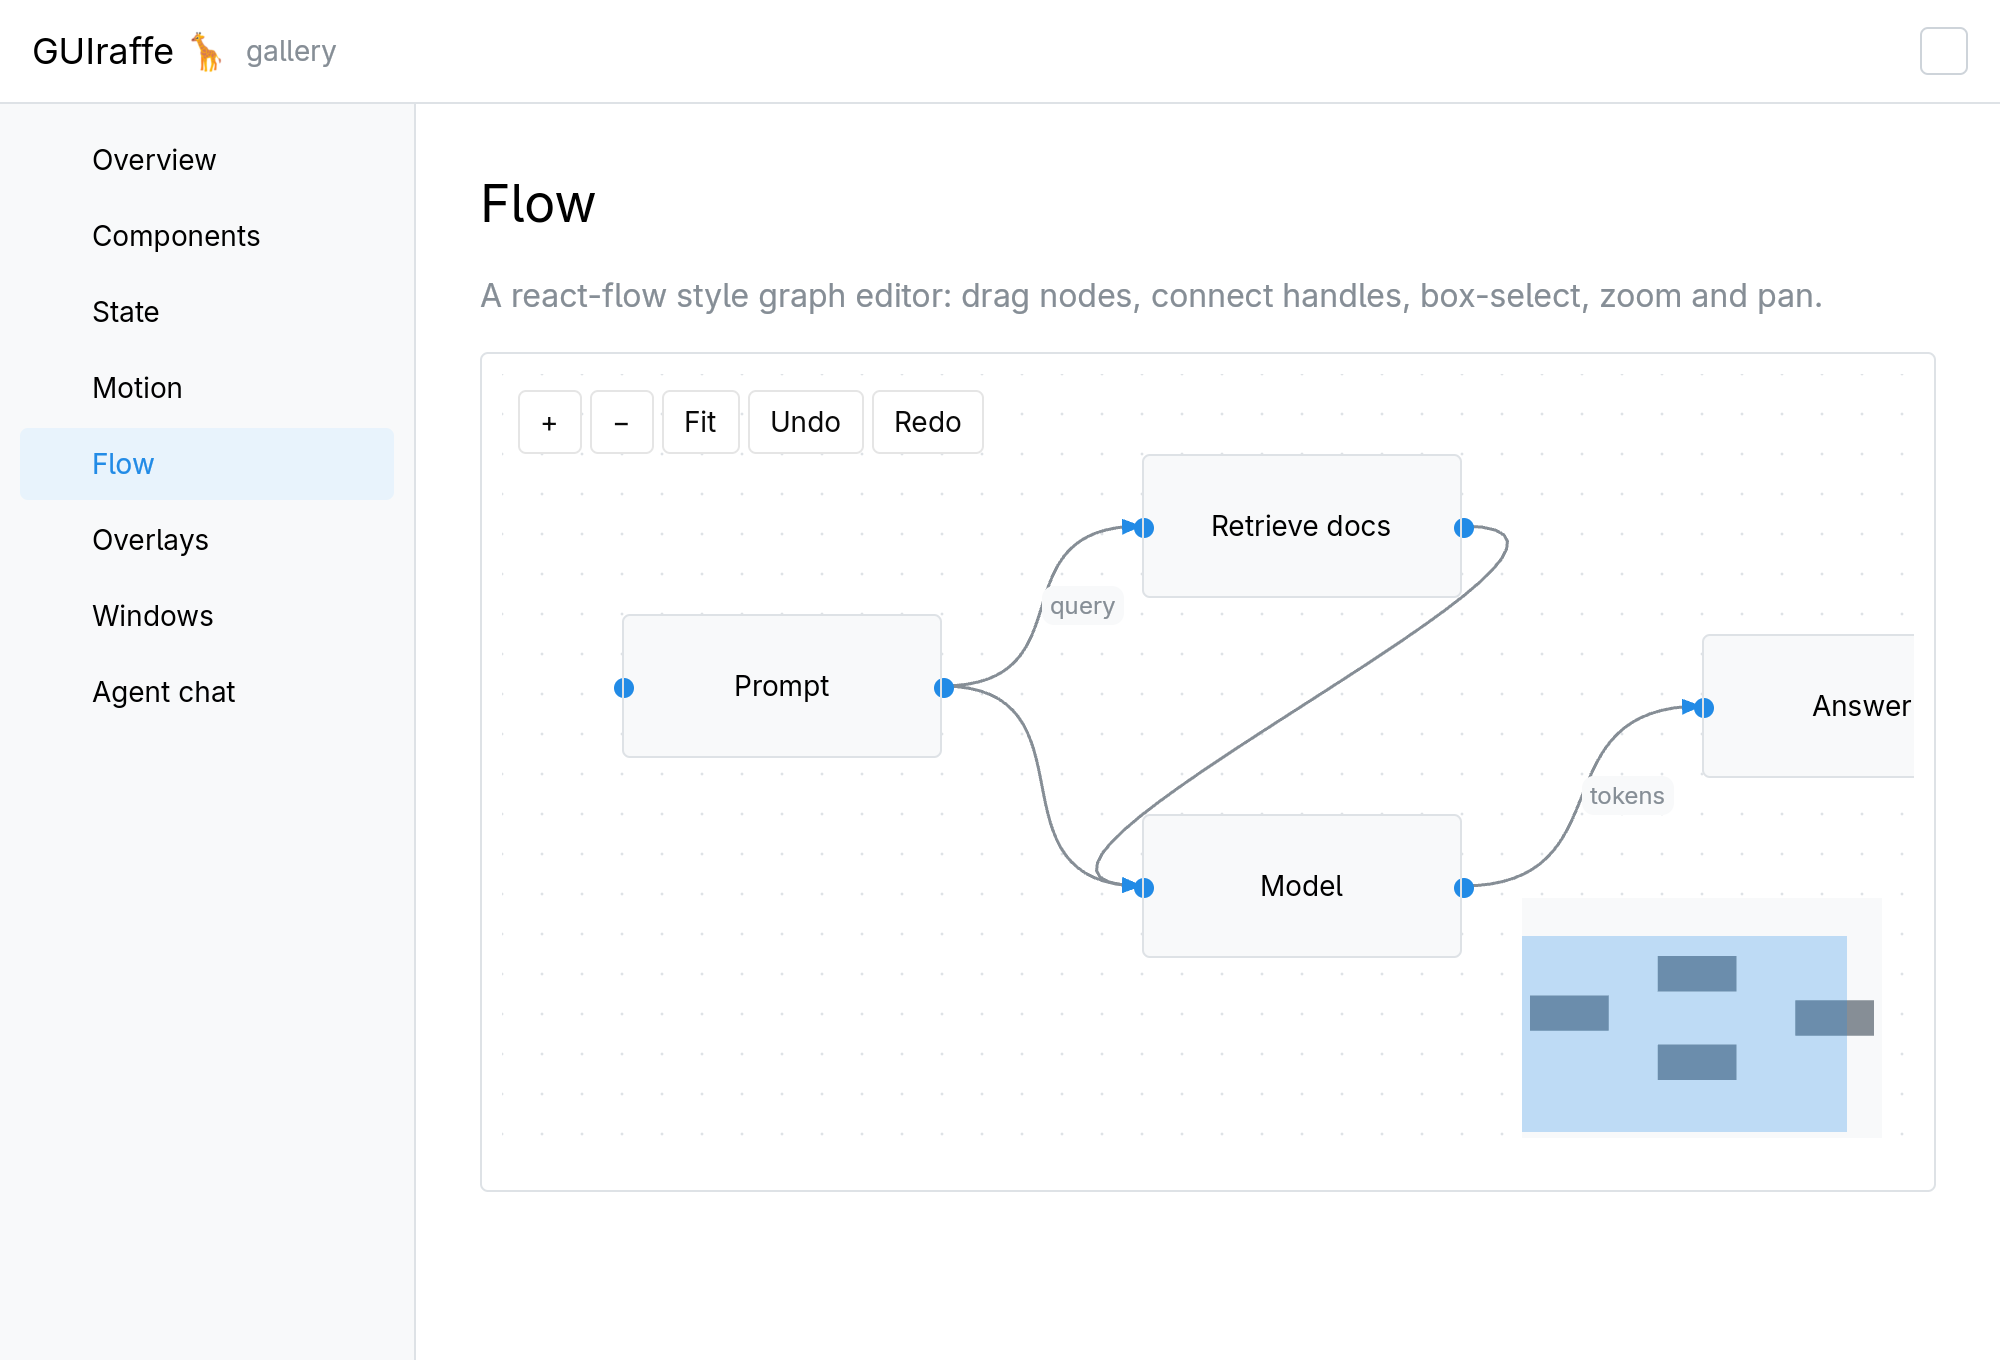 GUIraffe 🦒 gallery
Overview
Components
State
Motion
Flow
Overlays
Windows
Agent chat
Flow
A react-flow style graph editor: drag nodes, connect handles, box-select, zoom and pan.
+ − Fit Undo Redo
Retrieve docs
query
Prompt
Answer
tokens
Model